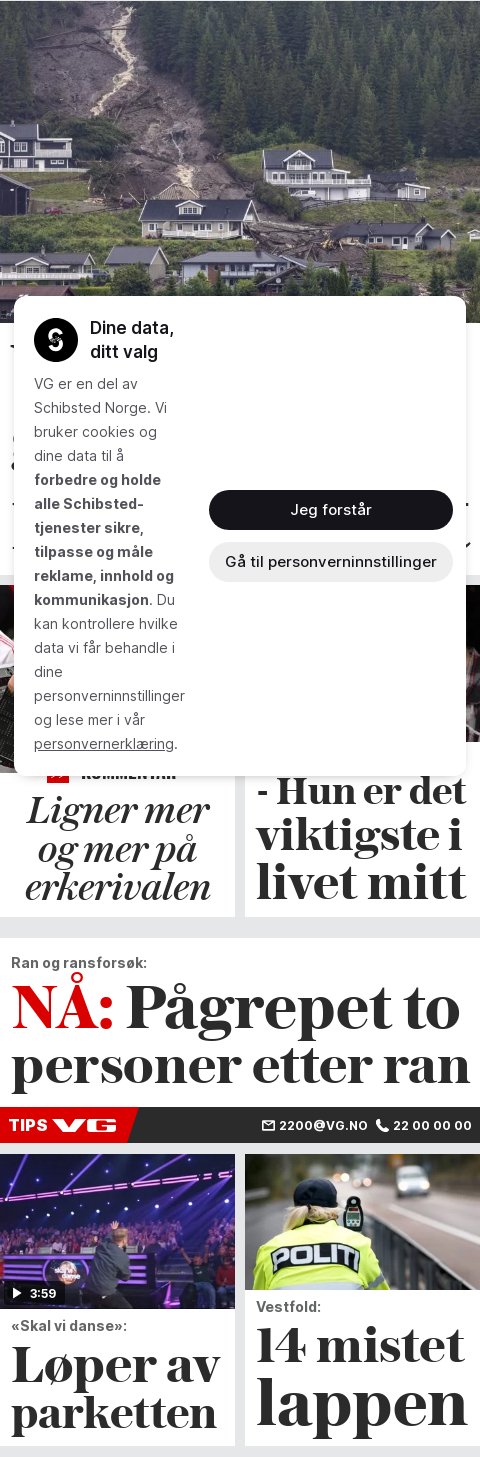 Dine data,
ditt valg
VG er en del av
Schibsted Norge. Vi
bruker cookies og
dine data til å
forbedre og holde
alle Schibsted-
tjenester sikre,
tilpasse og måle
reklame, innhold og
kommunikasjon. Du
kan kontrollere hvilke
data vi får behandle i
dine
personverninnstillinger
og lese mer i vår
personvernerklæring.
Jeg forstår
Gå til personverninnstillinger
KOMMENTAR
Ligner mer
og mer på
erkerivalen
- Hun er det
viktigste i
livet mitt
Ran og ransforsøk:
NÅ: Pågrepet to
personer etter ran
TIPS VG
2200@VG.NO 22 00 00 00
3:59
«Skal vi danse»:
Løper av
parketten
POLITI
Vestfold:
14 mistet
lappen